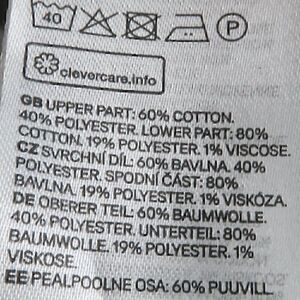 40
P
clevercare.info
GB UPPER PART: 60% COTTON.
40% POLYESTER. LOWER PART: 80%
COTTON. 19% POLYESTER. 1% VISCOSE.
CZ SVRCHNÍ DÍL: 60% BAVLNA. 40%
POLYESTER. SPODNÍ ČÁST: 80%
BAVLNA. 19% POLYESTER. 1% VISKÓZA.
DE OBERER TEIL: 60% BAUMWOLLE.
40% POLYESTER. UNTERTEIL: 80%
BAUMWOLLE. 19% POLYESTER. 1%
VISKOSE.
EE PEALPOOLNE OSA: 60% PUUVILL.